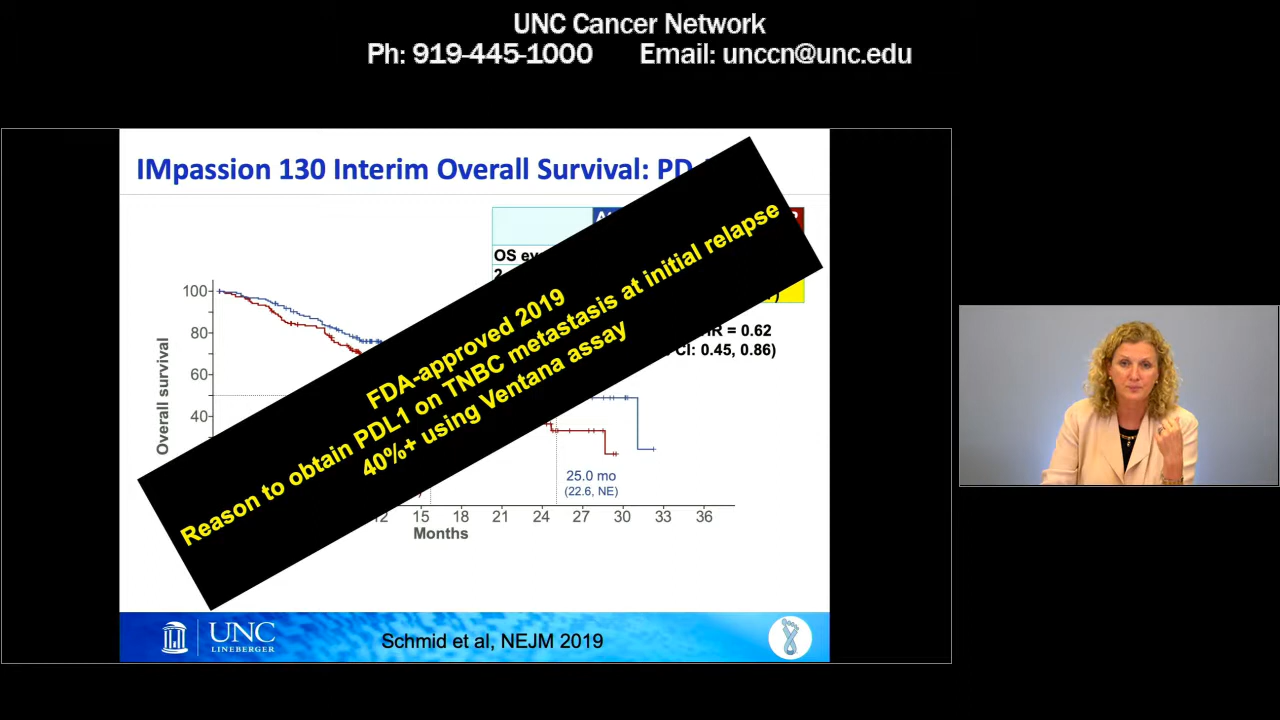 UNC Cancer Network
Ph: 919-445-1000 Email: unccn@unc.edu
IMpassion 130 Interim Overall Survival: PD-
OS
FDA-approved 2019
Reason to obtain PDL1 on TNBC metastasis at initial relapse
40%+ using Ventana assay
HR = 0.62
CI: 0.45, 0.86)
100
80
60
40
Overall survival
25.0 mo
(22.6, NE)
12 15 18 21 24 27 30 33 36
Months
UNC
LINEBERGER
Schmid et al, NEJM 2019